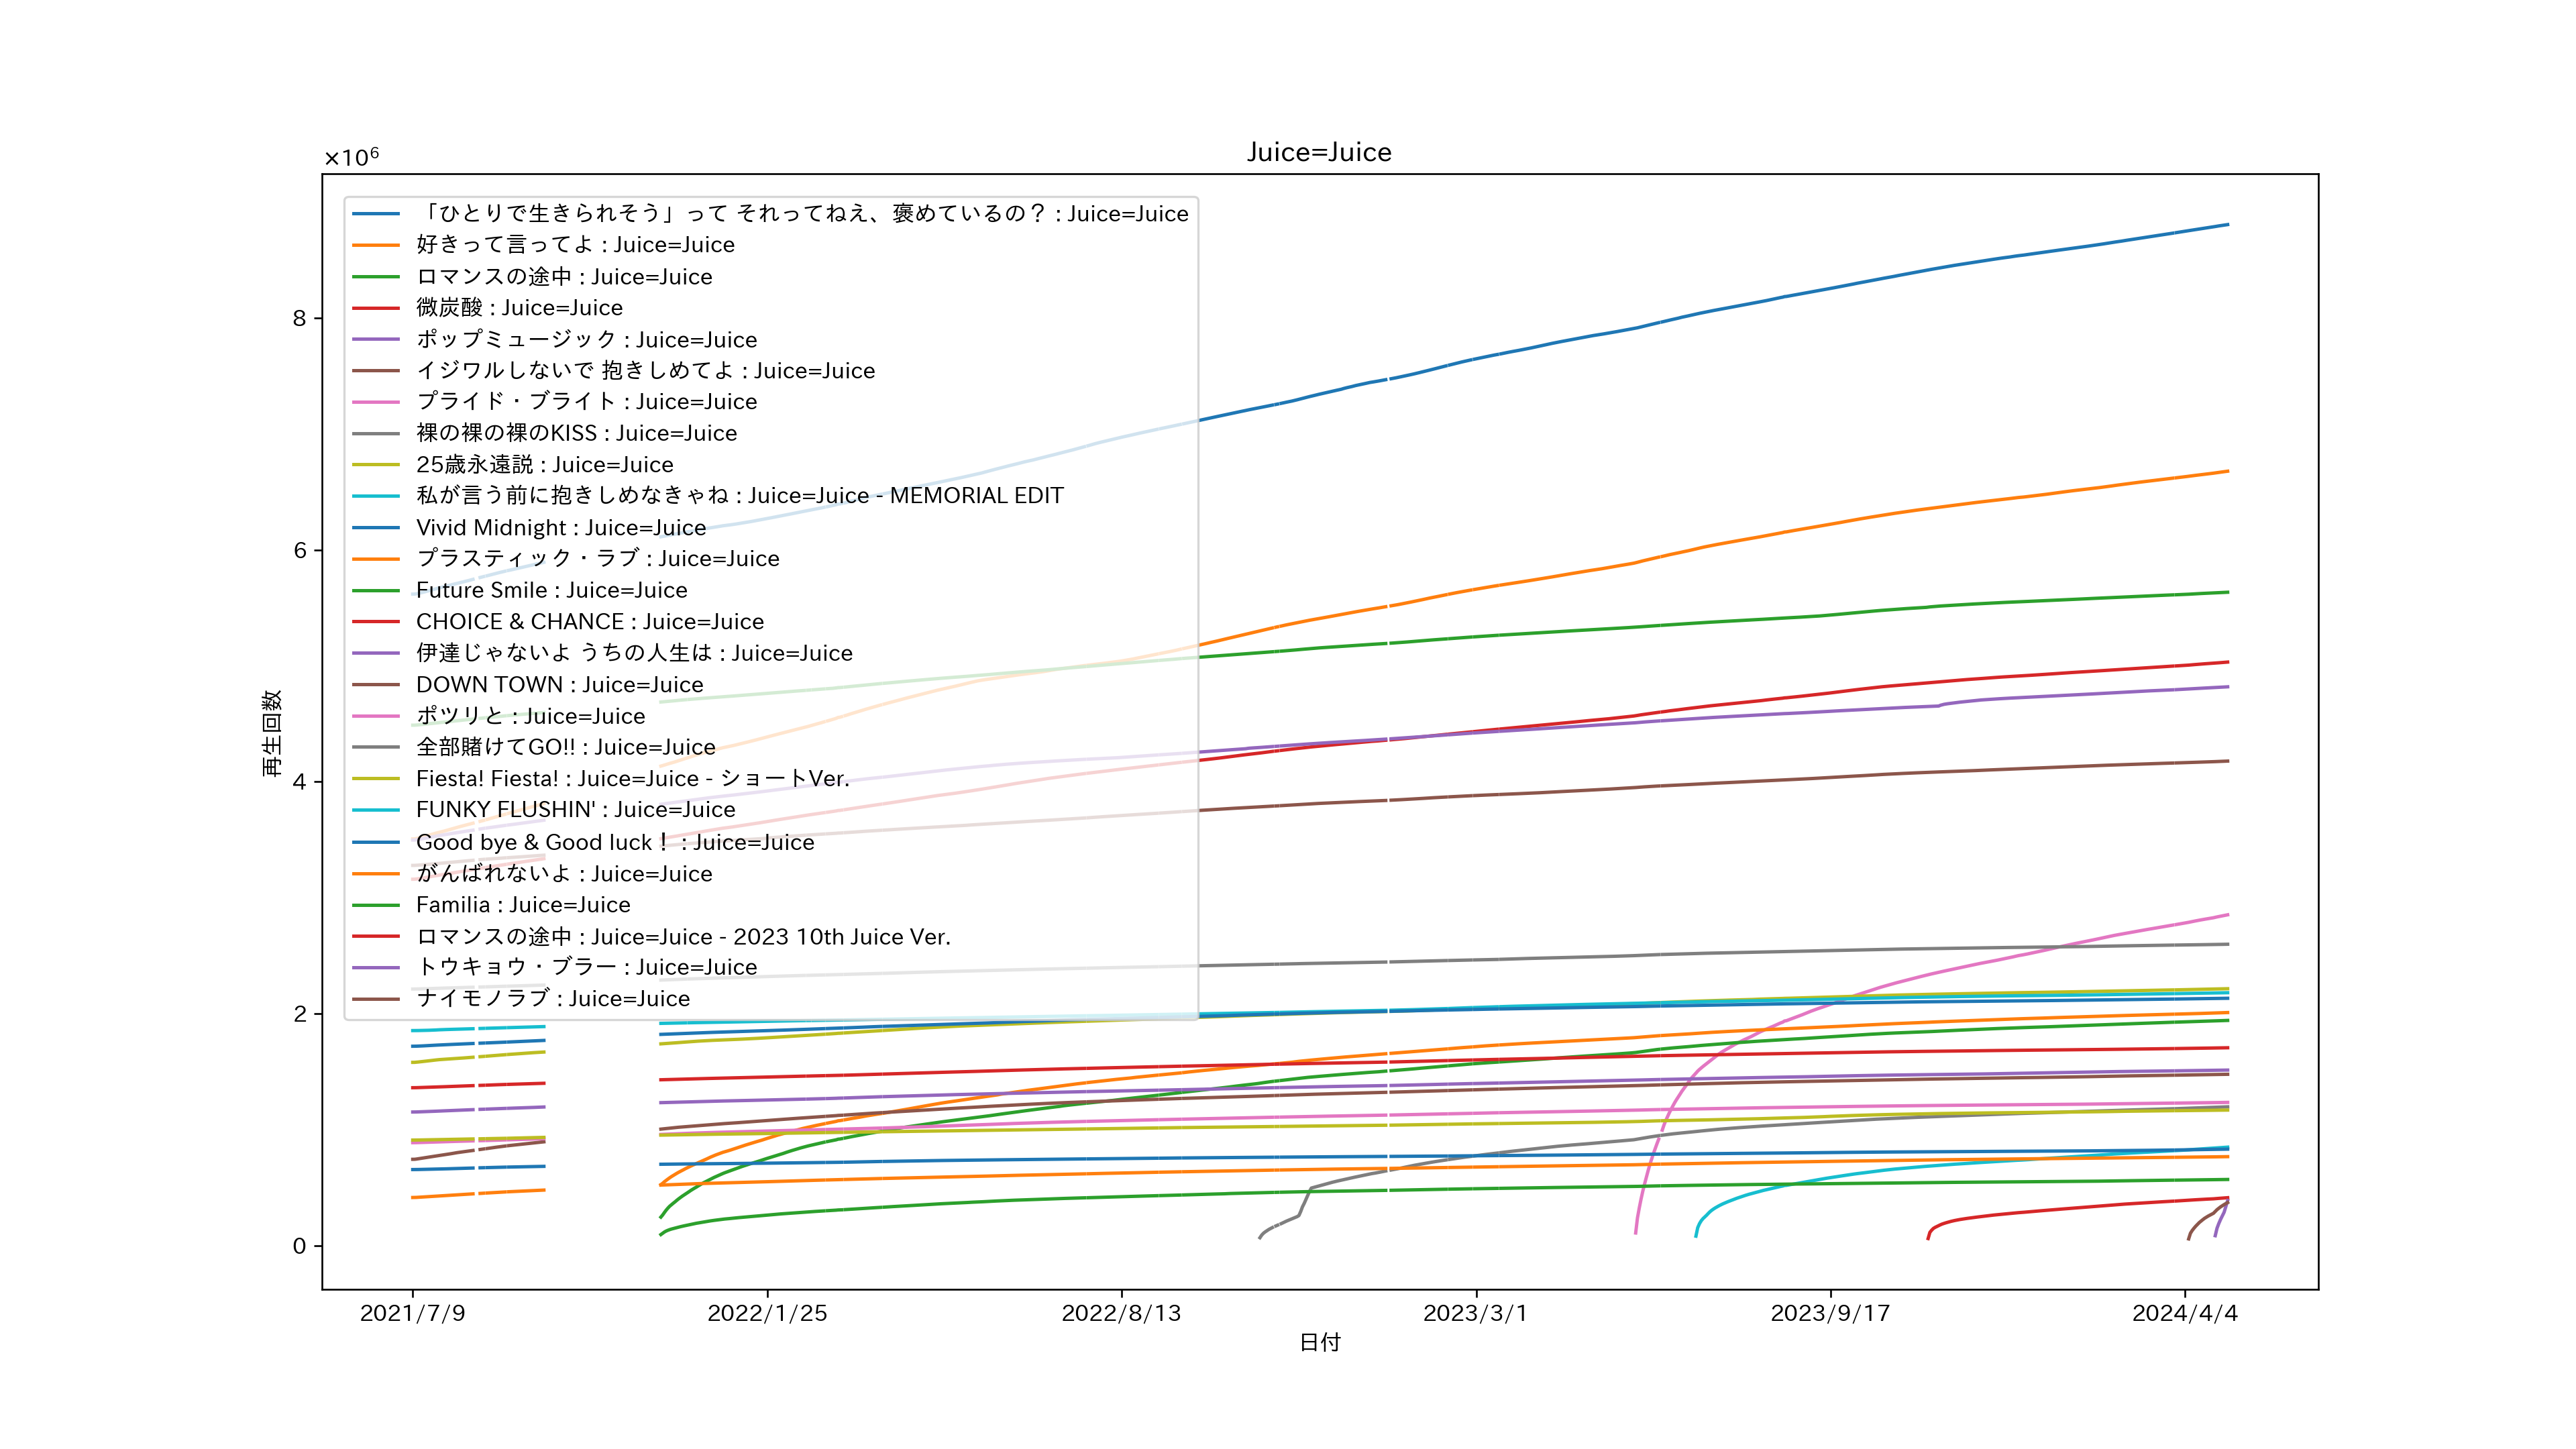 Juice=Juice
×10⁶
「ひとりで生きられそう」って それってねえ、褒めているの？ : Juice=Juice
好きって言ってよ : Juice=Juice
ロマンスの途中 : Juice=Juice
微炭酸 : Juice=Juice
ポップミュージック : Juice=Juice
イジワルしないで 抱きしめてよ : Juice=Juice
プライド・ブライト : Juice=Juice
裸の裸の裸のKISS : Juice=Juice
25歳永遠説 : Juice=Juice
私が言う前に抱きしめなきゃね : Juice=Juice - MEMORIAL EDIT
Vivid Midnight : Juice=Juice
プラスティック・ラブ : Juice=Juice
Future Smile : Juice=Juice
CHOICE & CHANCE : Juice=Juice
伊達じゃないよ うちの人生は : Juice=Juice
DOWN TOWN : Juice=Juice
ポツリと : Juice=Juice
全部賭けてGO!! : Juice=Juice
Fiesta! Fiesta! : Juice=Juice - ショートVer.
FUNKY FLUSHIN' : Juice=Juice
Good bye & Good luck！ : Juice=Juice
がんばれないよ : Juice=Juice
Familia : Juice=Juice
ロマンスの途中 : Juice=Juice - 2023 10th Juice Ver.
トウキョウ・ブラー : Juice=Juice
ナイモノラブ : Juice=Juice
8
6
4
2
0
再生回数
2021/7/9
2022/1/25
2022/8/13
2023/3/1
2023/9/17
2024/4/4
日付